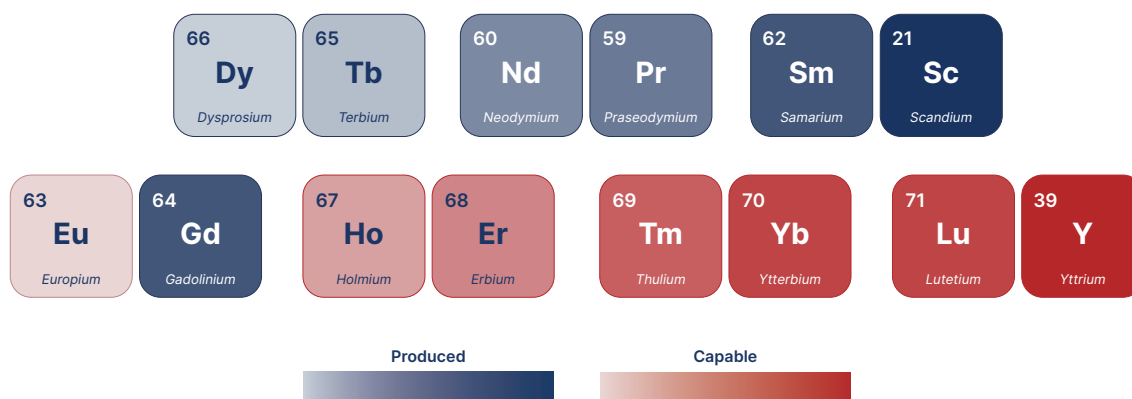 66
Dy
Dysprosium
65
Tb
Terbium
60
Nd
Neodymium
59
Pr
Praseodymium
62
Sm
Samarium
21
Sc
Scandium
63
Eu
Europium
64
Gd
Gadolinium
67
Ho
Holmium
68
Er
Erbium
69
Tm
Thulium
70
Yb
Ytterbium
71
Lu
Lutetium
39
Y
Yttrium
Produced
Capable